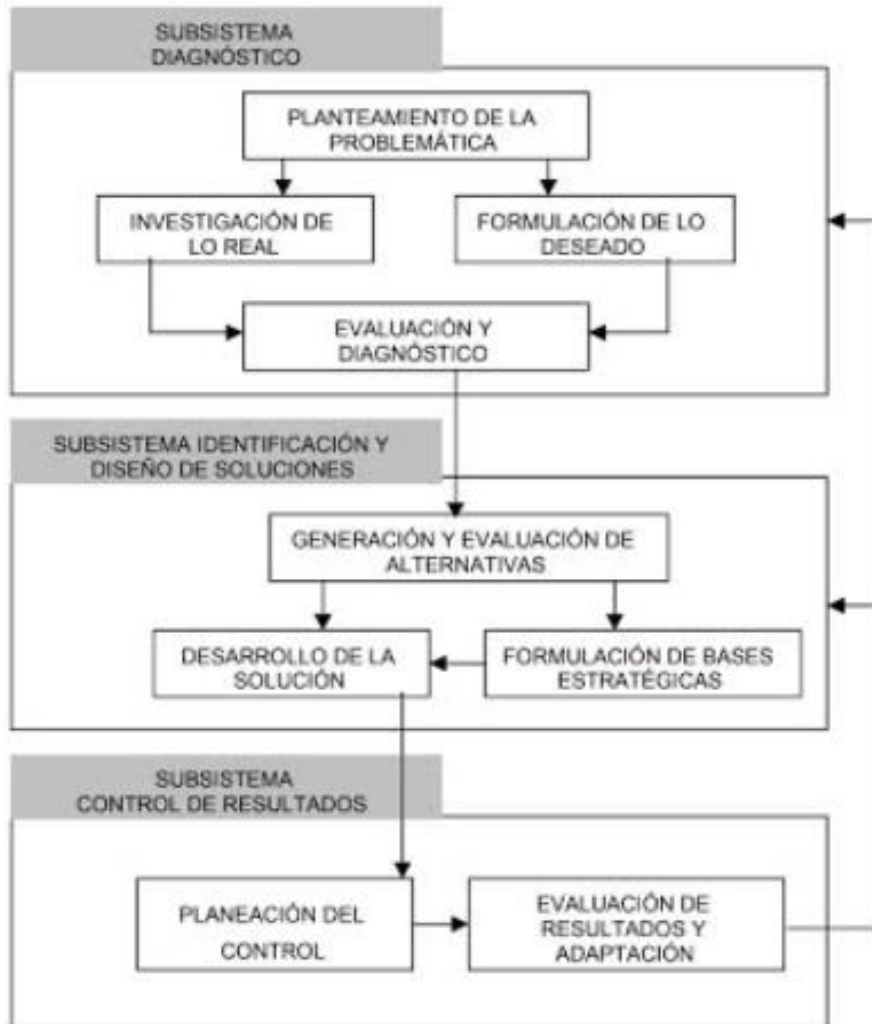 SUBSISTEMA
DIAGNÓSTICO
PLANTEAMIENTO DE LA
PROBLEMÁTICA
INVESTIGACIÓN DE
LO REAL
FORMULACIÓN DE LO
DESEADO
EVALUACIÓN Y
DIAGNÓSTICO
SUBSISTEMA IDENTIFICACIÓN Y
DISEÑO DE SOLUCIONES
GENERACIÓN Y EVALUACIÓN DE
ALTERNATIVAS
DESARROLLO DE LA
SOLUCIÓN
FORMULACIÓN DE BASES
ESTRATÉGICAS
SUBSISTEMA
CONTROL DE RESULTADOS
PLANEACIÓN DEL
CONTROL
EVALUACIÓN DE
RESULTADOS Y
ADAPTACIÓN